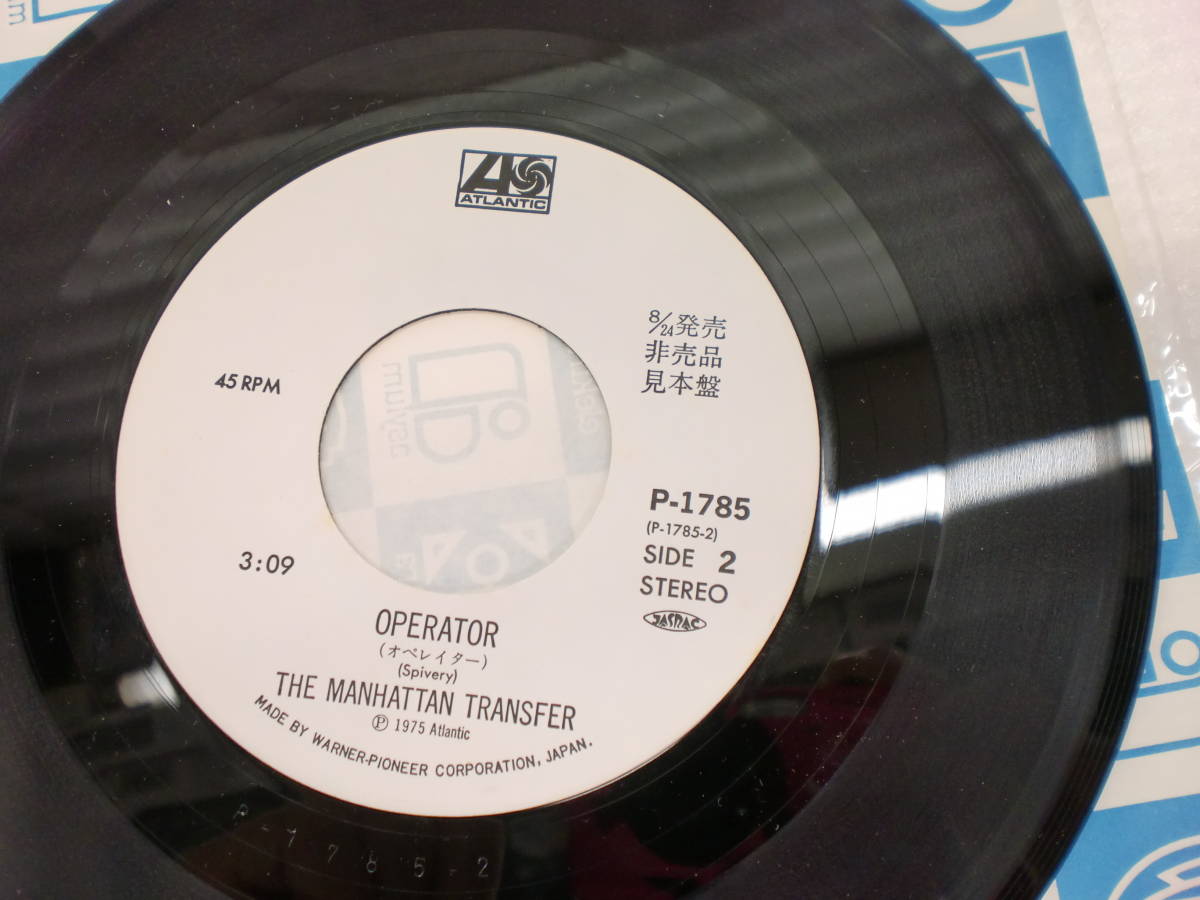 ATLANTIC
8/24発売
非売品
見本盤
45 RPM
P-1785
(P-1785-2)
SIDE 2
STEREO
JASRAC
3:09
OPERATOR
(オペレイター)
(Spivery)
THE MANHATTAN TRANSFER
Ⓟ 1975 Atlantic
MADE BY WARNER-PIONEER CORPORATION, JAPAN.
P-1785-2